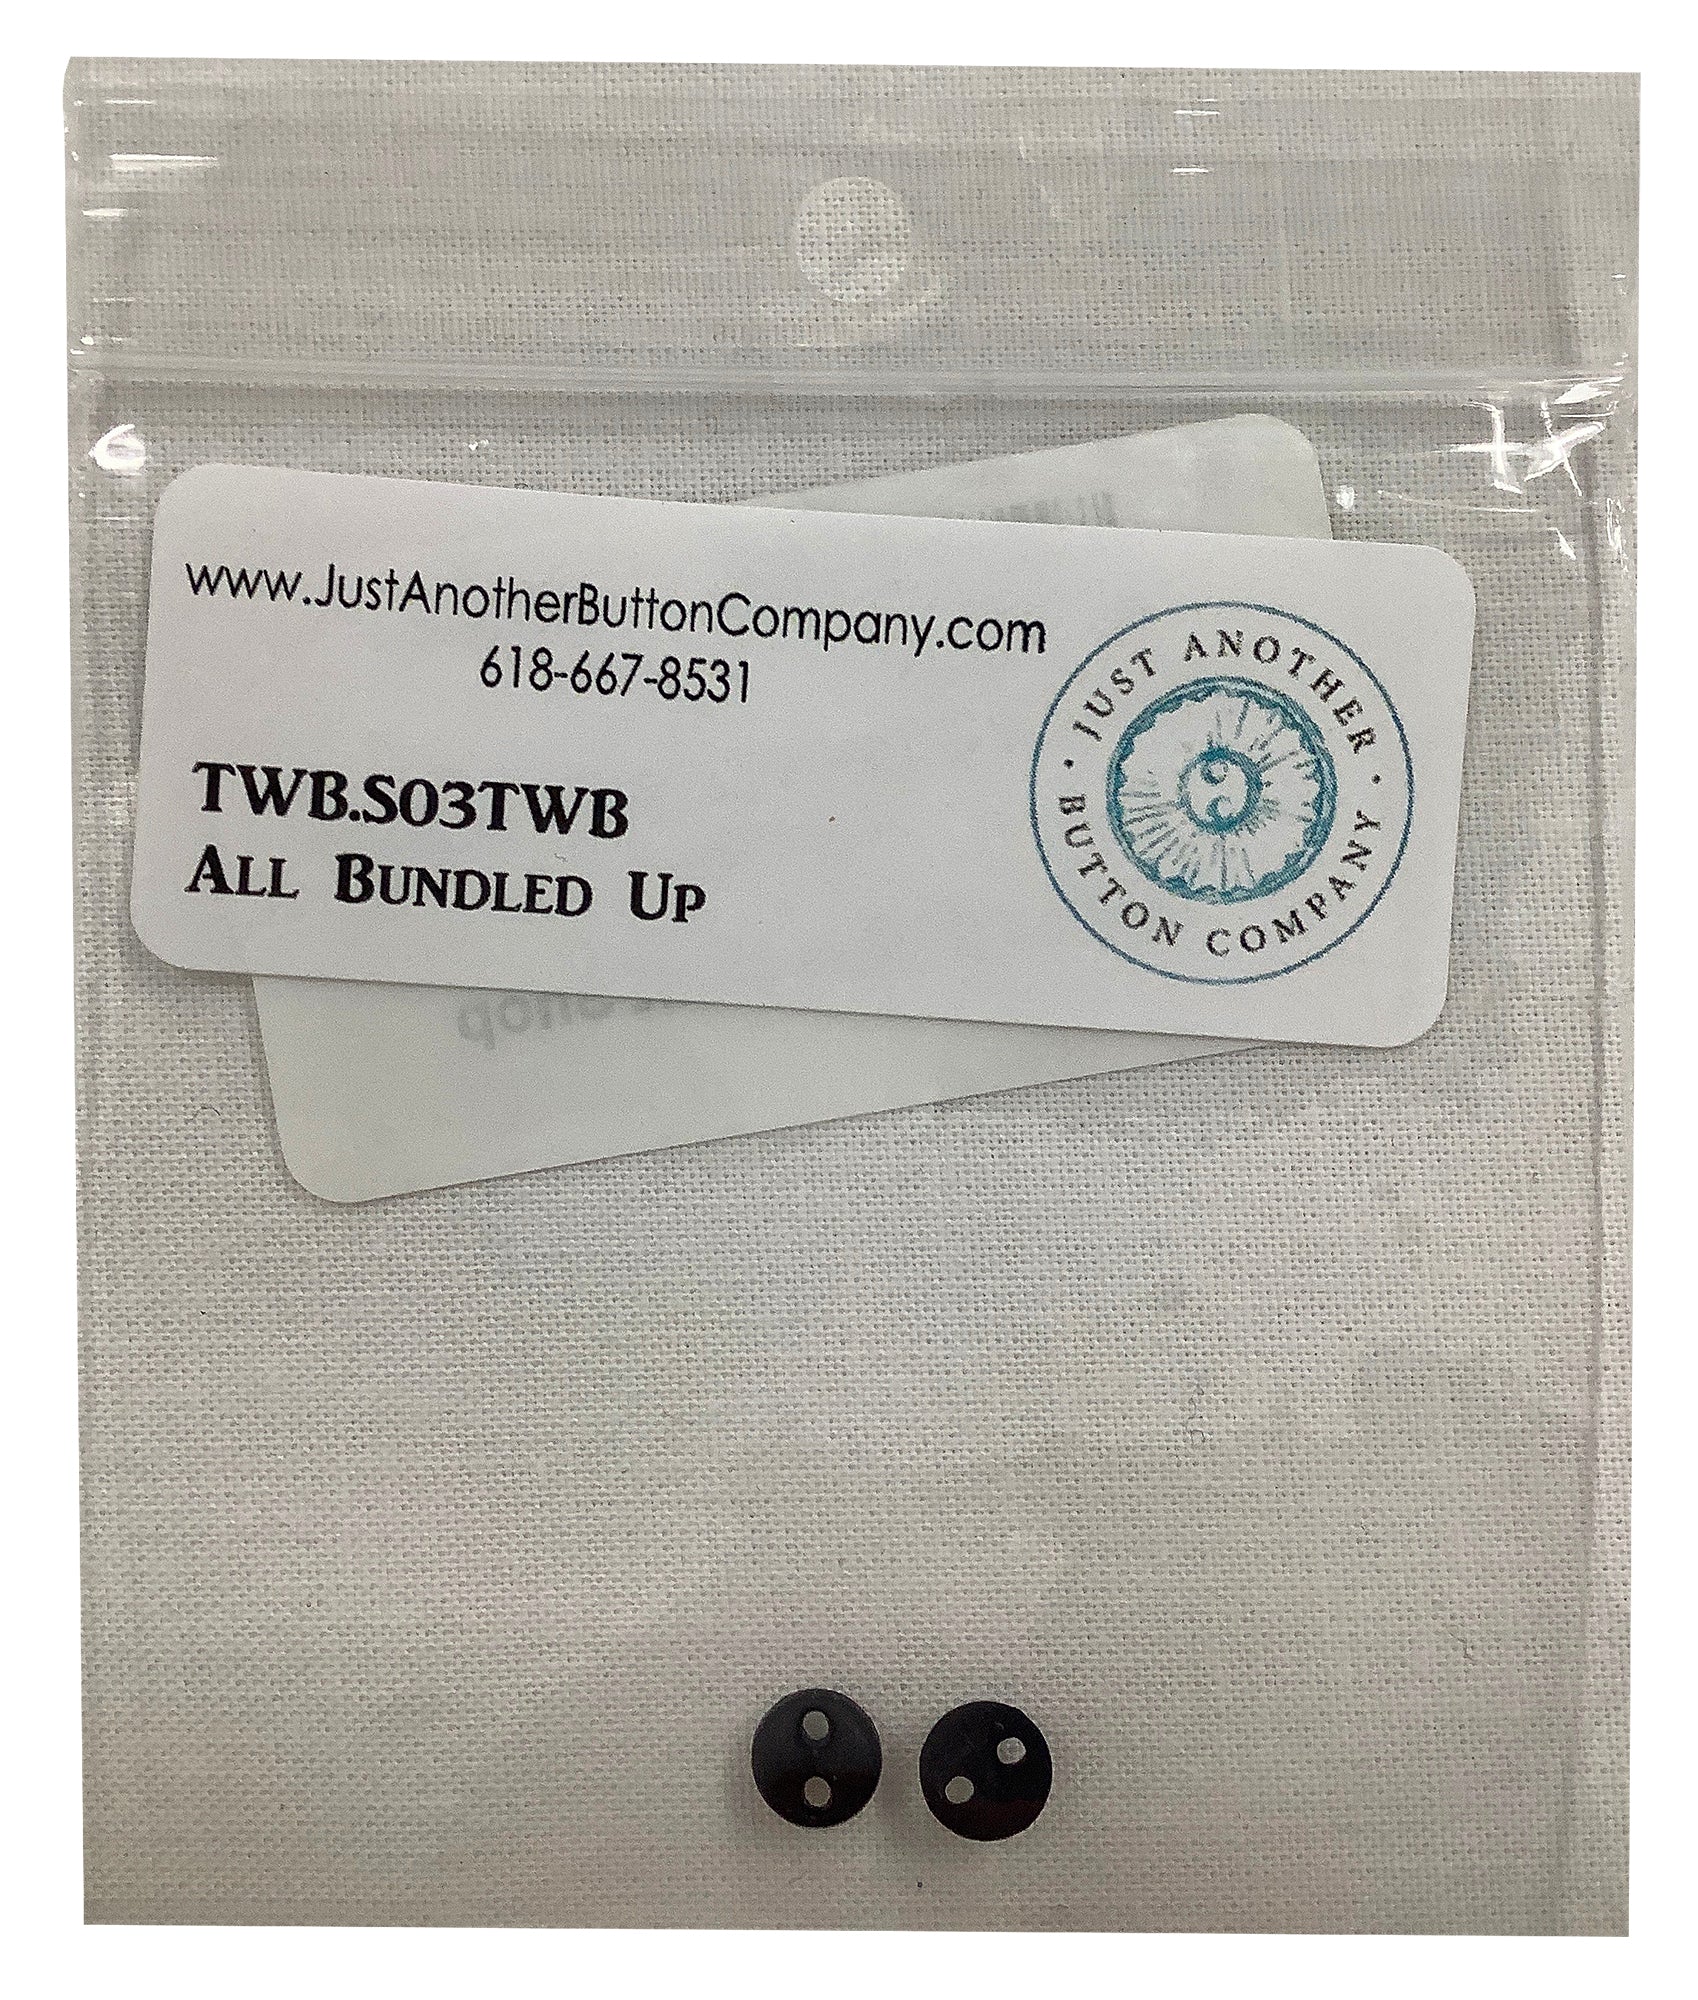 www.JustAnotherButtonCompany.com
618-667-8531
TWB.S03TWB
ALL BUNDLED UP
· JUST ANOTHER ·
BUTTON COMPANY